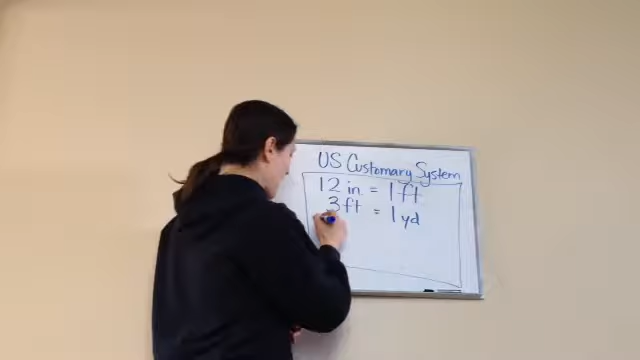 US Customary System
12 in = 1 ft
3 ft = 1 yd